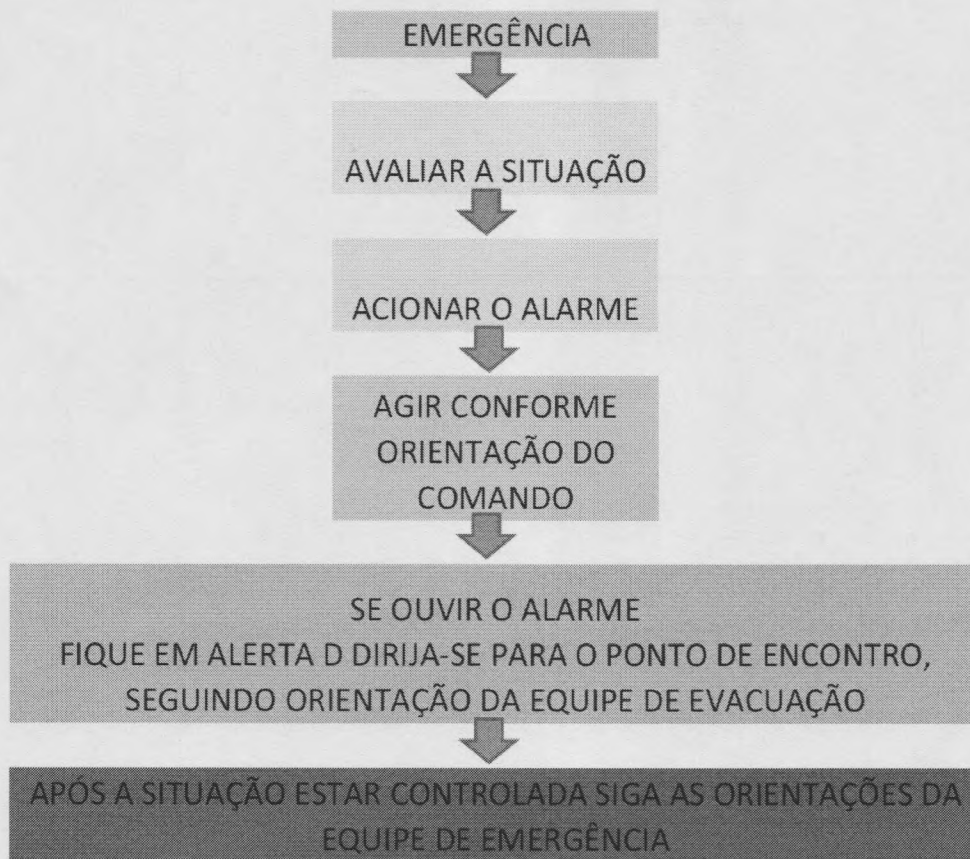 EMERGÊNCIA
AVALIAR A SITUAÇÃO
ACIONAR O ALARME
AGIR CONFORME
ORIENTAÇÃO DO
COMANDO
SE OUVIR O ALARME
FIQUE EM ALERTA D DIRIJA-SE PARA O PONTO DE ENCONTRO,
SEGUINDO ORIENTAÇÃO DA EQUIPE DE EVACUAÇÃO
APÓS A SITUAÇÃO ESTAR CONTROLADA SIGA AS ORIENTAÇÕES DA
EQUIPE DE EMERGÊNCIA